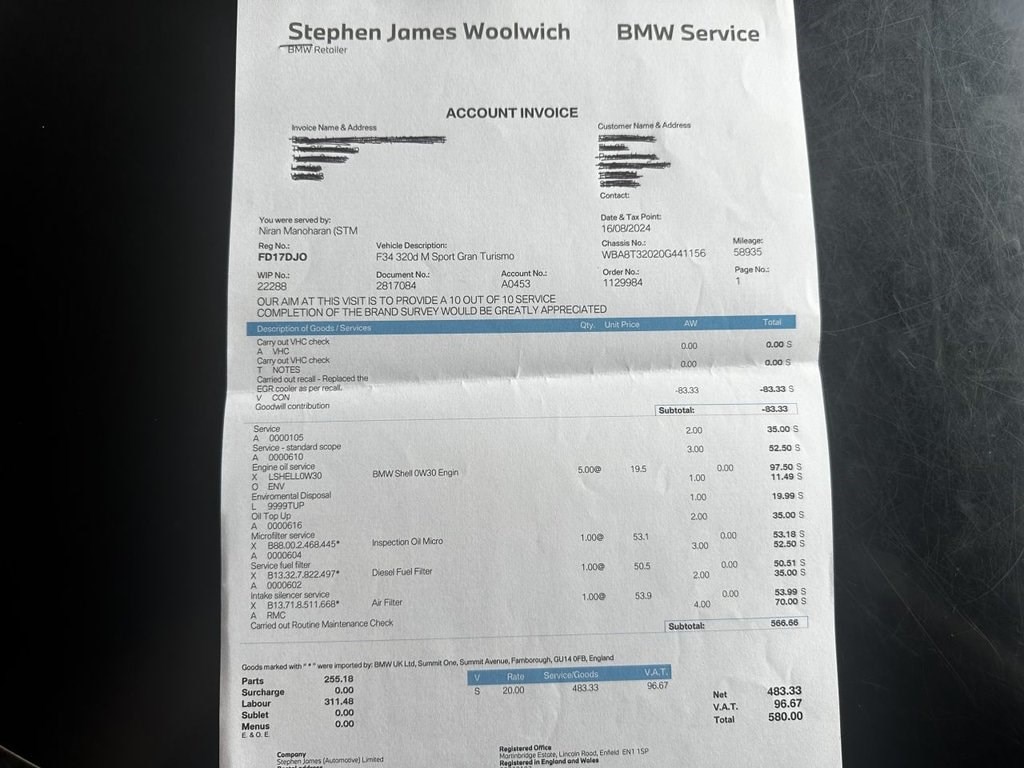 Stephen James Woolwich BMW Service
BMW Retailer
ACCOUNT INVOICE
Invoice Name & Address Customer Name & Address
Contact:
You were served by: Date & Tax Point:
Niran Manoharan (STM 16/08/2024
Reg No.: Vehicle Description: Chassis No.: Mileage:
FD17DJO F34 320d M Sport Gran Turismo WBA8T32020G441156 58935
WIP No.: Document No.: Account No.: Order No.: Page No.:
22288 2817084 A0453 1129984 1
OUR AIM AT THIS VISIT IS TO PROVIDE A 10 OUT OF 10 SERVICE
COMPLETION OF THE BRAND SURVEY WOULD BE GREATLY APPRECIATED
Description of Goods / Services Qty. Unit Price AW Total
Carry out VHC check 0.00 0.00 S
A VHC
Carry out VHC check 0.00 0.00 S
T NOTES
Carried out recall - Replaced the
EGR cooler as per recall.
V CON -83.33 -83.33 S
Goodwill contribution
Subtotal: -83.33
Service 2.00 35.00 S
A 0000105
Service - standard scope 3.00 52.50 S
A 0000610
Engine oil service
X LSHELL0W30 BMW Shell 0W30 Engin 5.00@ 19.5 0.00 97.50 S
O ENV 1.00 11.49 S
Enviromental Disposal
L 9999TUP 1.00 19.99 S
Oil Top Up
A 0000616 2.00 35.00 S
Microfilter service
X B88.00.2.468.445* Inspection Oil Micro 1.00@ 53.1 0.00 53.18 S
A 0000604 3.00 52.50 S
Service fuel filter
X B13.32.7.822.497* Diesel Fuel Filter 1.00@ 50.5 0.00 50.51 S
A 0000602 2.00 35.00 S
Intake silencer service
X B13.71.8.511.668* Air Filter 1.00@ 53.9 0.00 53.99 S
A RMC 4.00 70.00 S
Carried out Routine Maintenance Check
Subtotal: 566.66
Goods marked with "*" were imported by: BMW UK Ltd, Summit One, Summit Avenue, Farnborough, GU14 0FB, England
Parts 255.18 V Rate Service/Goods V.A.T.
Surcharge 0.00 S 20.00 483.33 96.67
Labour 311.48 Net 483.33
Sublet 0.00 V.A.T. 96.67
Menus 0.00 Total 580.00
E. & O. E.
Company Registered Office
Stephen James (Automotive) Limited Martinbridge Estate, Lincoln Road, Enfield EN1 1SP
Registered in England and Wales